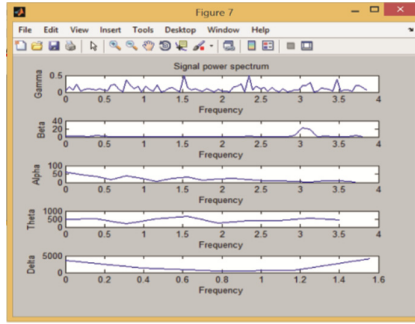 Figure 7
File Edit View Insert Tools Desktop Window Help
Signal power spectrum
Gamma
0.5
0
0 0.5 1 1.5 2 2.5 3 3.5 4
Frequency
Beta
40
20
0
0 0.5 1 1.5 2 2.5 3 3.5 4
Frequency
Alpha
100
50
0
0 0.5 1 1.5 2 2.5 3 3.5 4
Frequency
Theta
1000
500
0
0 0.5 1 1.5 2 2.5 3 3.5 4
Frequency
Delta
5000
0
0 0.2 0.4 0.6 0.8 1 1.2 1.4 1.6
Frequency